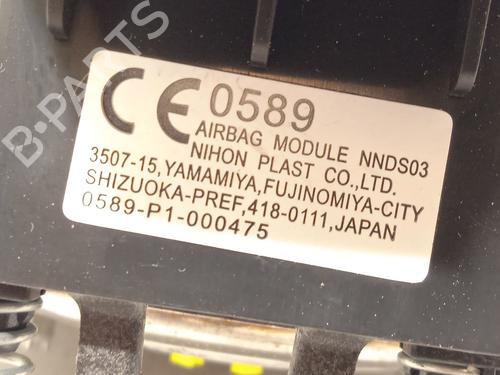 CE 0589
AIRBAG MODULE NNDS03
NIHON PLAST CO.,LTD.
3507-15,YAMAMIYA,FUJINOMIYA-CITY
SHIZUOKA-PREF,418-0111,JAPAN
0589-P1-000475
B-PARTS